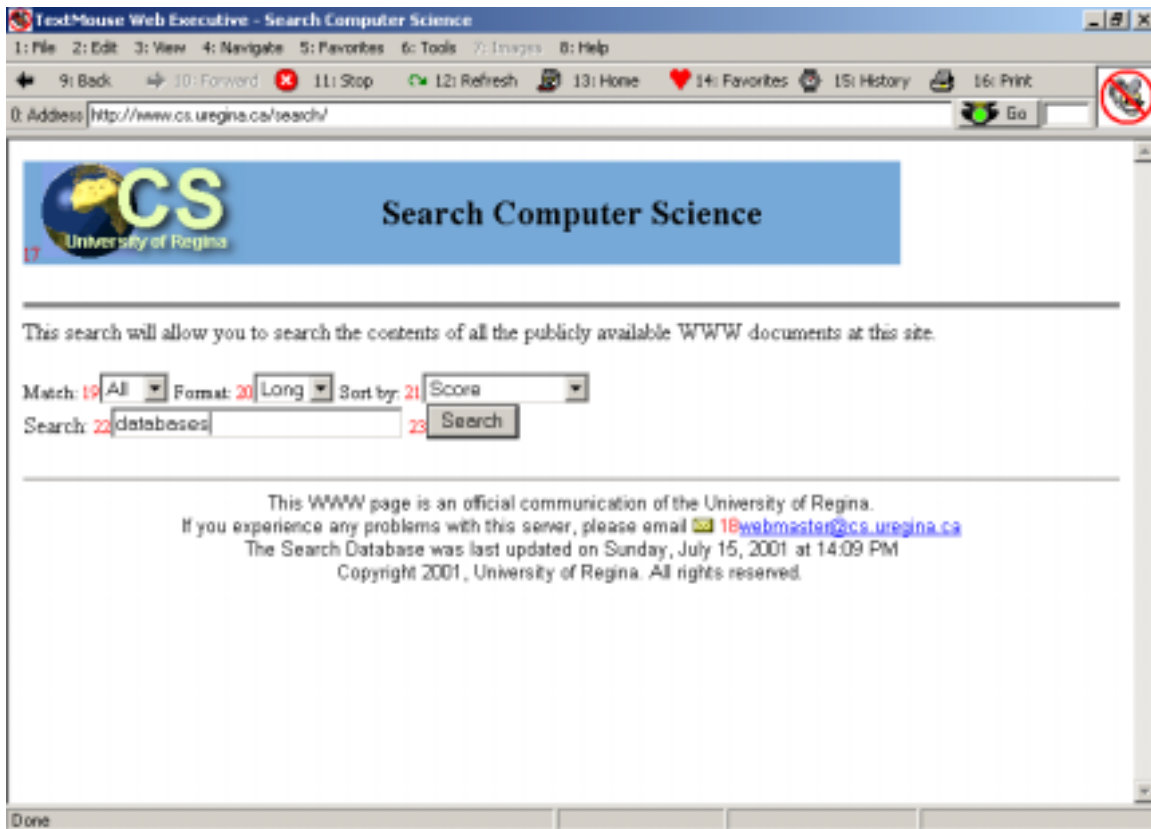 TextMouse Web Executive - Search Computer Science
1: File 2: Edit 3: View 4: Navigate 5: Favorites 6: Tools 7: Images 8: Help
9: Back 10: Forward 11: Stop 12: Refresh 13: Home 14: Favorites 15: History 16: Print
0: Address http://www.cs.uregina.ca/search/ Go
CS
University of Regina
17
Search Computer Science
This search will allow you to search the contents of all the publicly available WWW documents at this site.
Match: 19 All Format: 20 Long Sort by: 21 Score
Search: 22 databases 23 Search
This WWW page is an official communication of the University of Regina.
If you experience any problems with this server, please email 18webmaster@cs.uregina.ca
The Search Database was last updated on Sunday, July 15, 2001 at 14:09 PM
Copyright 2001, University of Regina. All rights reserved.
Done